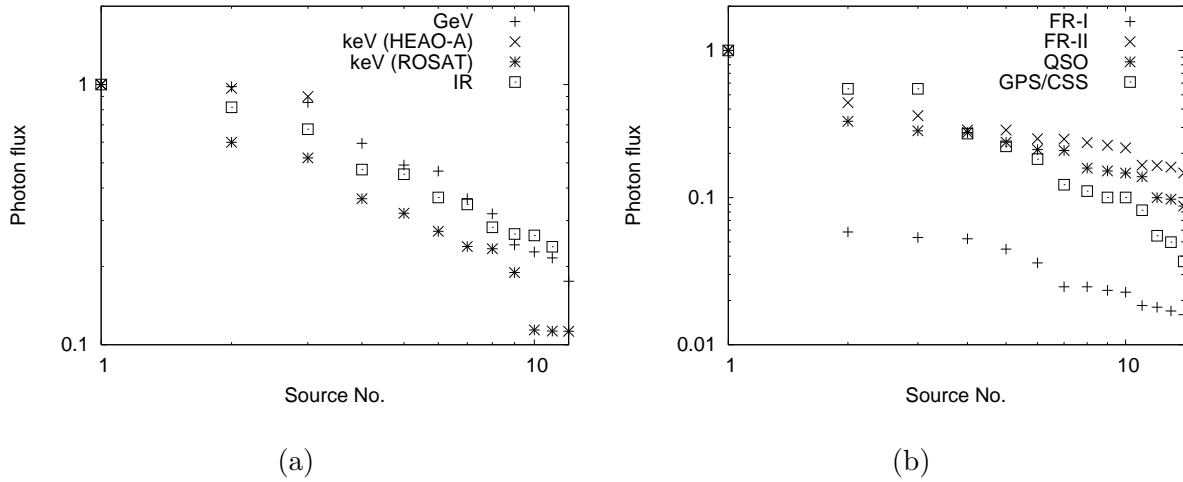 GeV
keV (HEAO-A)
keV (ROSAT)
IR
1
0.1
Photon flux
1
10
Source No.
(a)
FR-I
FR-II
QSO
GPS/CSS
1
0.1
0.01
Photon flux
1
10
Source No.
(b)